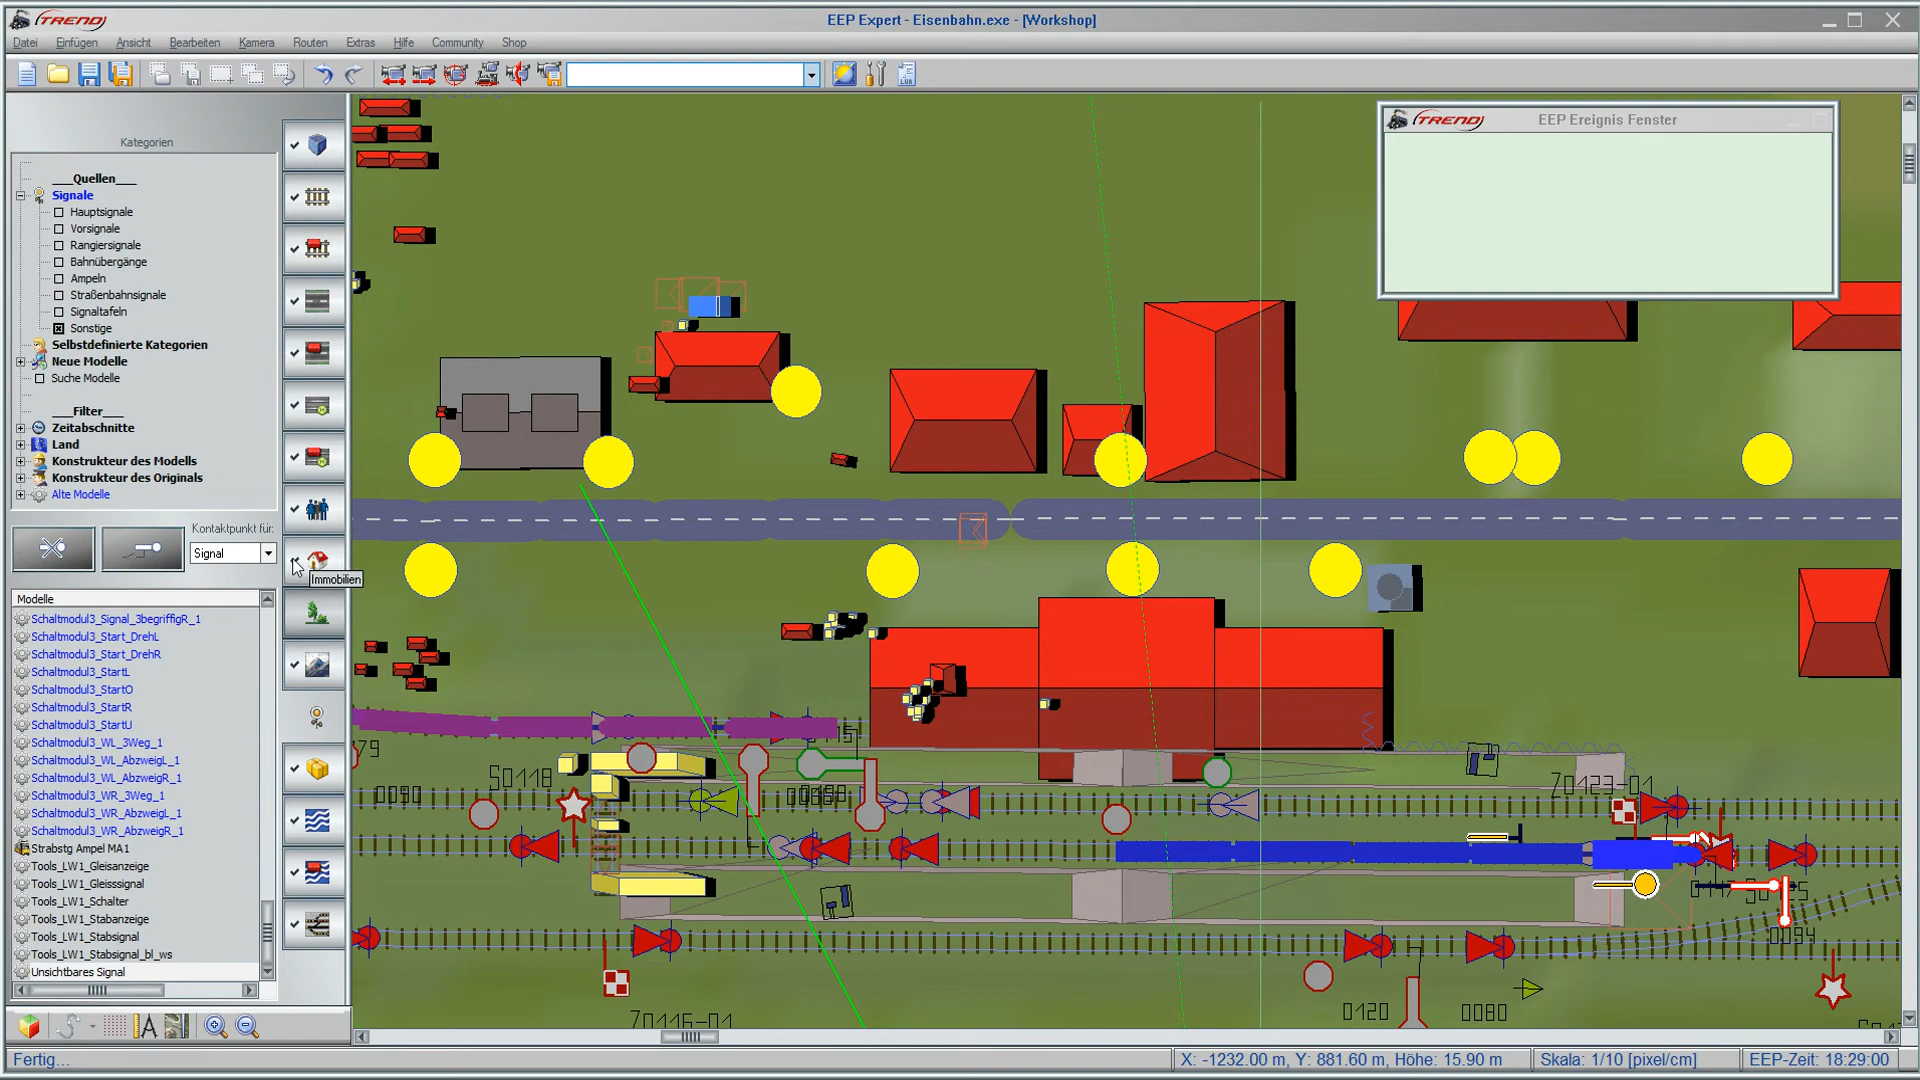 TREND
EEP Expert - Eisenbahn.exe - [Workshop]
Datei Einfügen Ansicht Bearbeiten Kamera Routen Extras Hilfe Community Shop
LUA
Kategorien
___Quellen___
Signale
Hauptsignale
Vorsignale
Rangiersignale
Bahnübergänge
Ampeln
Straßenbahnsignale
Signaltafeln
Sonstige
Selbstdefinierte Kategorien
Neue Modelle
Suche Modelle
___Filter___
Zeitabschnitte
Land
Konstrukteur des Modells
Konstrukteur des Originals
Alte Modelle
Kontaktpunkt für:
Signal
Immobilien
Modelle
Schaltmodul3_Signal_3begriffigR_1
Schaltmodul3_Start_DrehL
Schaltmodul3_Start_DrehR
Schaltmodul3_StartL
Schaltmodul3_StartO
Schaltmodul3_StartR
Schaltmodul3_StartU
Schaltmodul3_WL_3Weg_1
Schaltmodul3_WL_AbzweigL_1
Schaltmodul3_WL_AbzweigR_1
Schaltmodul3_WR_3Weg_1
Schaltmodul3_WR_AbzweigL_1
Schaltmodul3_WR_AbzweigR_1
Strabstg Ampel MA1
Tools_LW1_Gleisanzeige
Tools_LW1_Gleissignal
Tools_LW1_Schalter
Tools_LW1_Stabanzeige
Tools_LW1_Stabsignal
Tools_LW1_Stabsignal_bl_ws
Unsichtbares Signal
TREND
EEP Ereignis Fenster
79
S0118
0090
Z0123-01
0094
0120
0080
Z0116-01
Fertig...
X: -1232.00 m, Y: 881.60 m, Höhe: 15.90 m
Skala: 1/10 [pixel/cm]
EEP-Zeit: 18:29:00